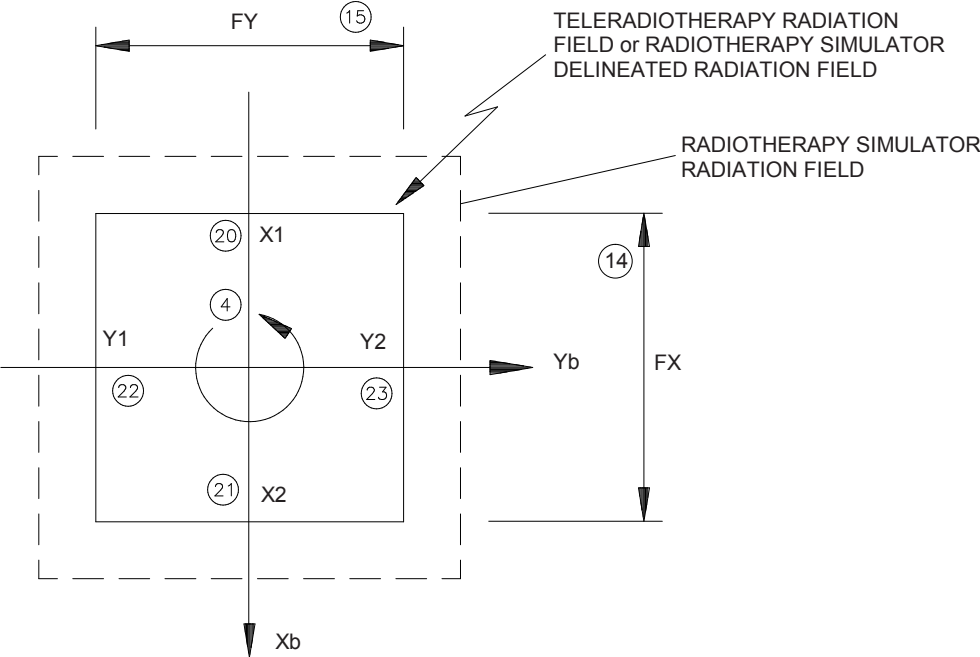 FY
15
TELERADIOTHERAPY RADIATION
FIELD or RADIOTHERAPY SIMULATOR
DELINEATED RADIATION FIELD
RADIOTHERAPY SIMULATOR
RADIATION FIELD
20
X1
14
4
Y1
Y2
Yb
FX
22
23
21
X2
Xb